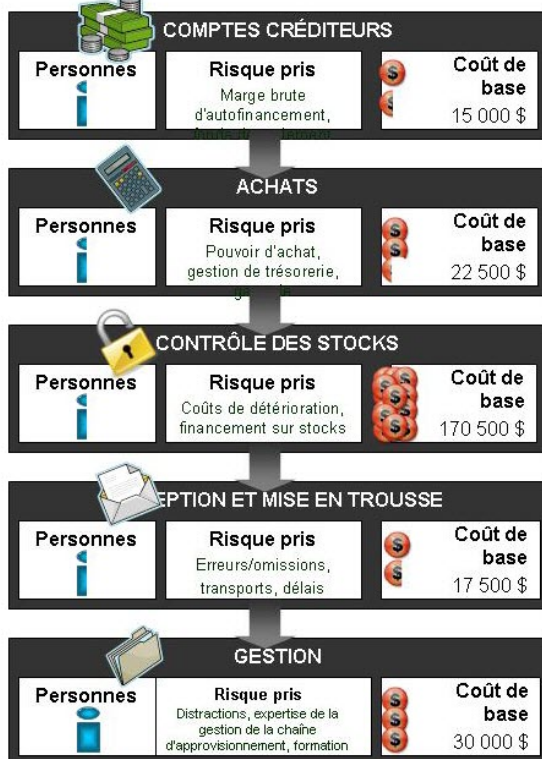 COMPTES CRÉDITEURS
Personnes
Risque pris
Marge brute
d'autofinancement,
Coût de
base
15 000 $
ACHATS
Personnes
Risque pris
Pouvoir d'achat,
gestion de trésorerie,
Coût de
base
22 500 $
CONTRÔLE DES STOCKS
Personnes
Risque pris
Coûts de détérioration,
financement sur stocks
Coût de
base
170 500 $
EPTION ET MISE EN TROUSSE
Personnes
Risque pris
Erreurs/omissions,
transports, délais
Coût de
base
17 500 $
GESTION
Personnes
Risque pris
Distractions, expertise de la
gestion de la chaîne
d'approvisionnement, formation
Coût de
base
30 000 $